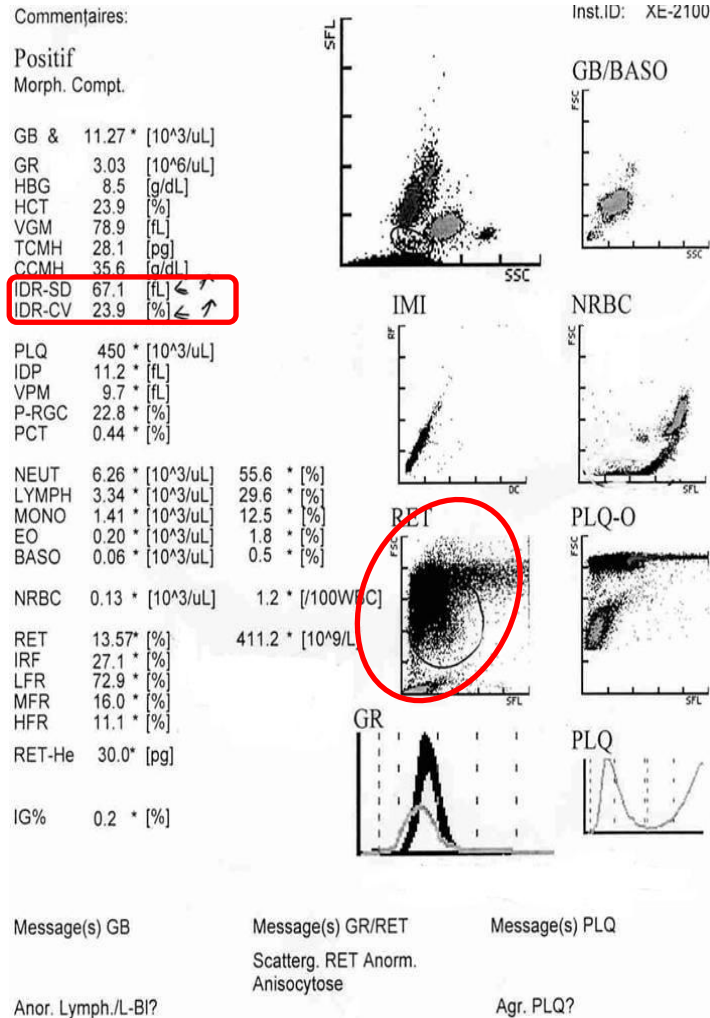 Commentaires:
Inst.ID: XE-2100
Positif
Morph. Compt.
GB & 11.27 * [10^3/uL]
GR 3.03 [10^6/uL]
HBG 8.5 [g/dL]
HCT 23.9 [%]
VGM 78.9 [fL]
TCMH 28.1 [pg]
CCMH 35.6 [g/dL]
IDR-SD 67.1 [fL] ← ↑
IDR-CV 23.9 [%] ← ↑
PLQ 450 * [10^3/uL]
IDP 11.2 * [fL]
VPM 9.7 * [fL]
P-RGC 22.8 * [%]
PCT 0.44 * [%]
NEUT 6.26 * [10^3/uL] 55.6 * [%]
LYMPH 3.34 * [10^3/uL] 29.6 * [%]
MONO 1.41 * [10^3/uL] 12.5 * [%]
EO 0.20 * [10^3/uL] 1.8 * [%]
BASO 0.06 * [10^3/uL] 0.5 * [%]
NRBC 0.13 * [10^3/uL] 1.2 * [/100WBC]
RET 13.57* [%] 411.2 * [10^9/L]
IRF 27.1 * [%]
LFR 72.9 * [%]
MFR 16.0 * [%]
HFR 11.1 * [%]
RET-He 30.0* [pg]
IG% 0.2 * [%]
SFL
SSC
GB/BASO
FSC
SSC
IMI
RF
DC
NRBC
FSC
SFL
RET
FSC
SFL
PLQ-O
FSC
SFL
GR
PLQ
Message(s) GB
Message(s) GR/RET
Message(s) PLQ
Scatterg. RET Anorm.
Anisocytose
Anor. Lymph./L-Bl?
Agr. PLQ?